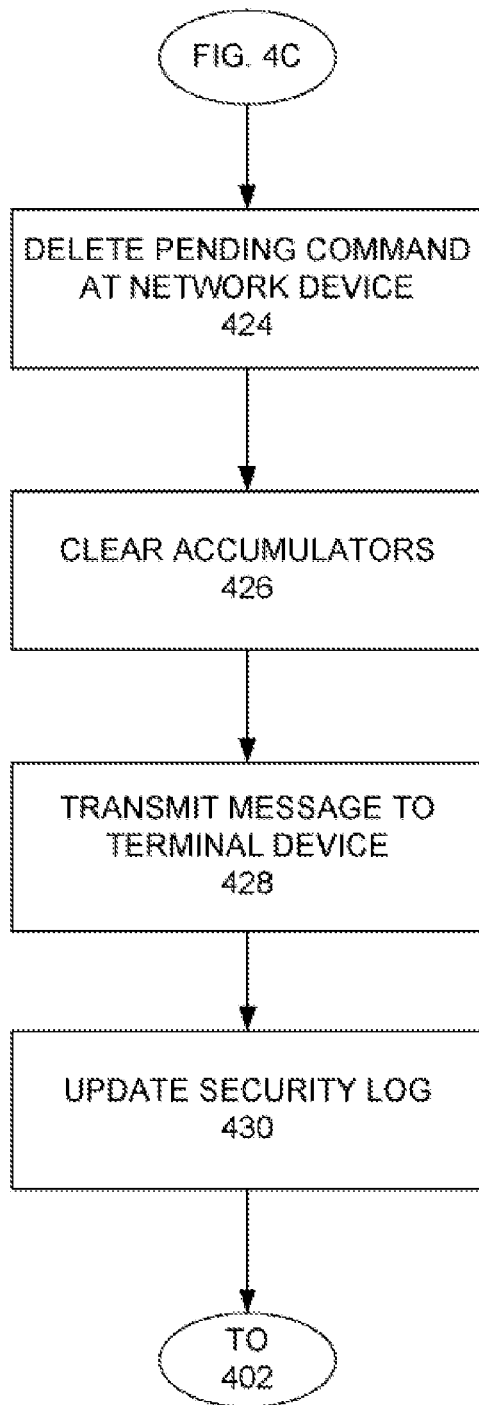 FIG. 4C
DELETE PENDING COMMAND
AT NETWORK DEVICE
424
CLEAR ACCUMULATORS
426
TRANSMIT MESSAGE TO
TERMINAL DEVICE
428
UPDATE SECURITY LOG
430
TO
402